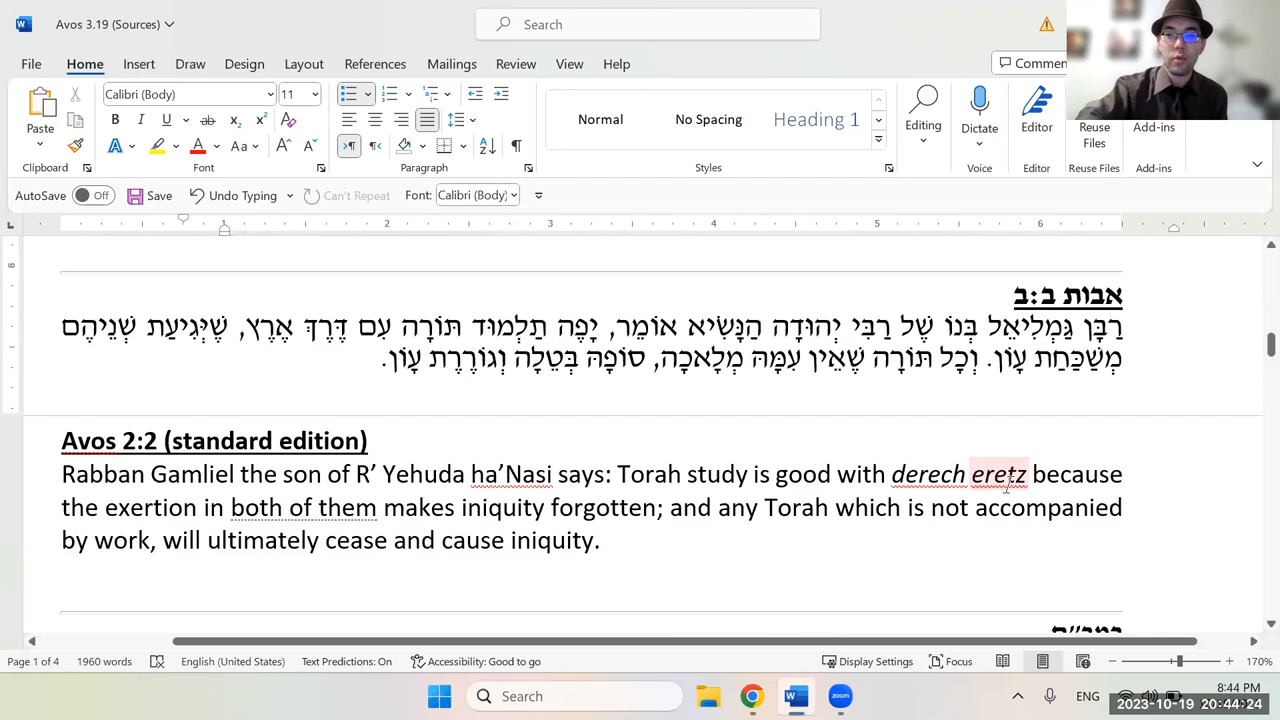 Avos 3.19 (Sources)
Search
File Home Insert Draw Design Layout References Mailings Review View Help
Calibri (Body) 11
Normal No Spacing Heading 1
Paste Editing Dictate Editor Reuse Files Add-ins
Clipboard Font Paragraph Styles Voice Editor Reuse Files Add-ins
AutoSave Off Save Undo Typing Can't Repeat Font: Calibri (Body)
1 2 3 4 5 6
אבות ב:ב
רַבָּן גַּמְלִיאֵל בְּנוֹ שֶׁל רַבִּי יְהוּדָה הַנָּשִׂיא אוֹמֵר, יָפֶה תַלְמוּד תּוֹרָה עִם דֶּרֶךְ אֶרֶץ, שֶׁיְּגִיעַת שְׁנֵיהֶם
מְשַׁכַּחַת עָוֹן. וְכָל תּוֹרָה שֶׁאֵין עִמָּהּ מְלָאכָה, סוֹפָהּ בְּטֵלָה וְגוֹרֶרֶת עָוֹן.
Avos 2:2 (standard edition)
Rabban Gamliel the son of R’ Yehuda ha’Nasi says: Torah study is good with derech eretz because
the exertion in both of them makes iniquity forgotten; and any Torah which is not accompanied
by work, will ultimately cease and cause iniquity.
Page 1 of 4 1960 words English (United States) Text Predictions: On Accessibility: Good to go Display Settings Focus 170%
Search zoom ENG 8:44 PM
2023-10-19 20:44:24